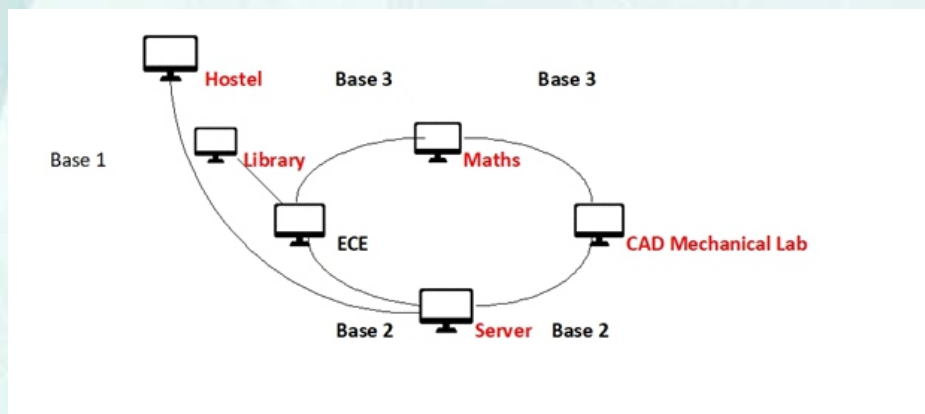 Hostel
Base 3
Base 3
Base 1
Library
Maths
ECE
CAD Mechanical Lab
Base 2
Server
Base 2